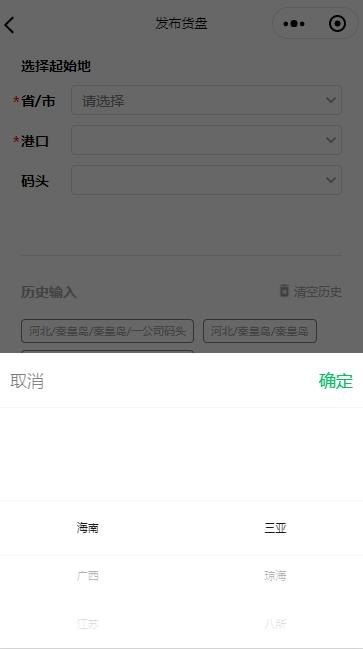 发布货盘
选择起始地
*省/市 请选择
*港口
码头
历史输入 清空历史
河北/秦皇岛/秦皇岛/一公司码头 河北/秦皇岛/秦皇岛
取消 确定
海南 三亚
广西 琼海
江苏 八所